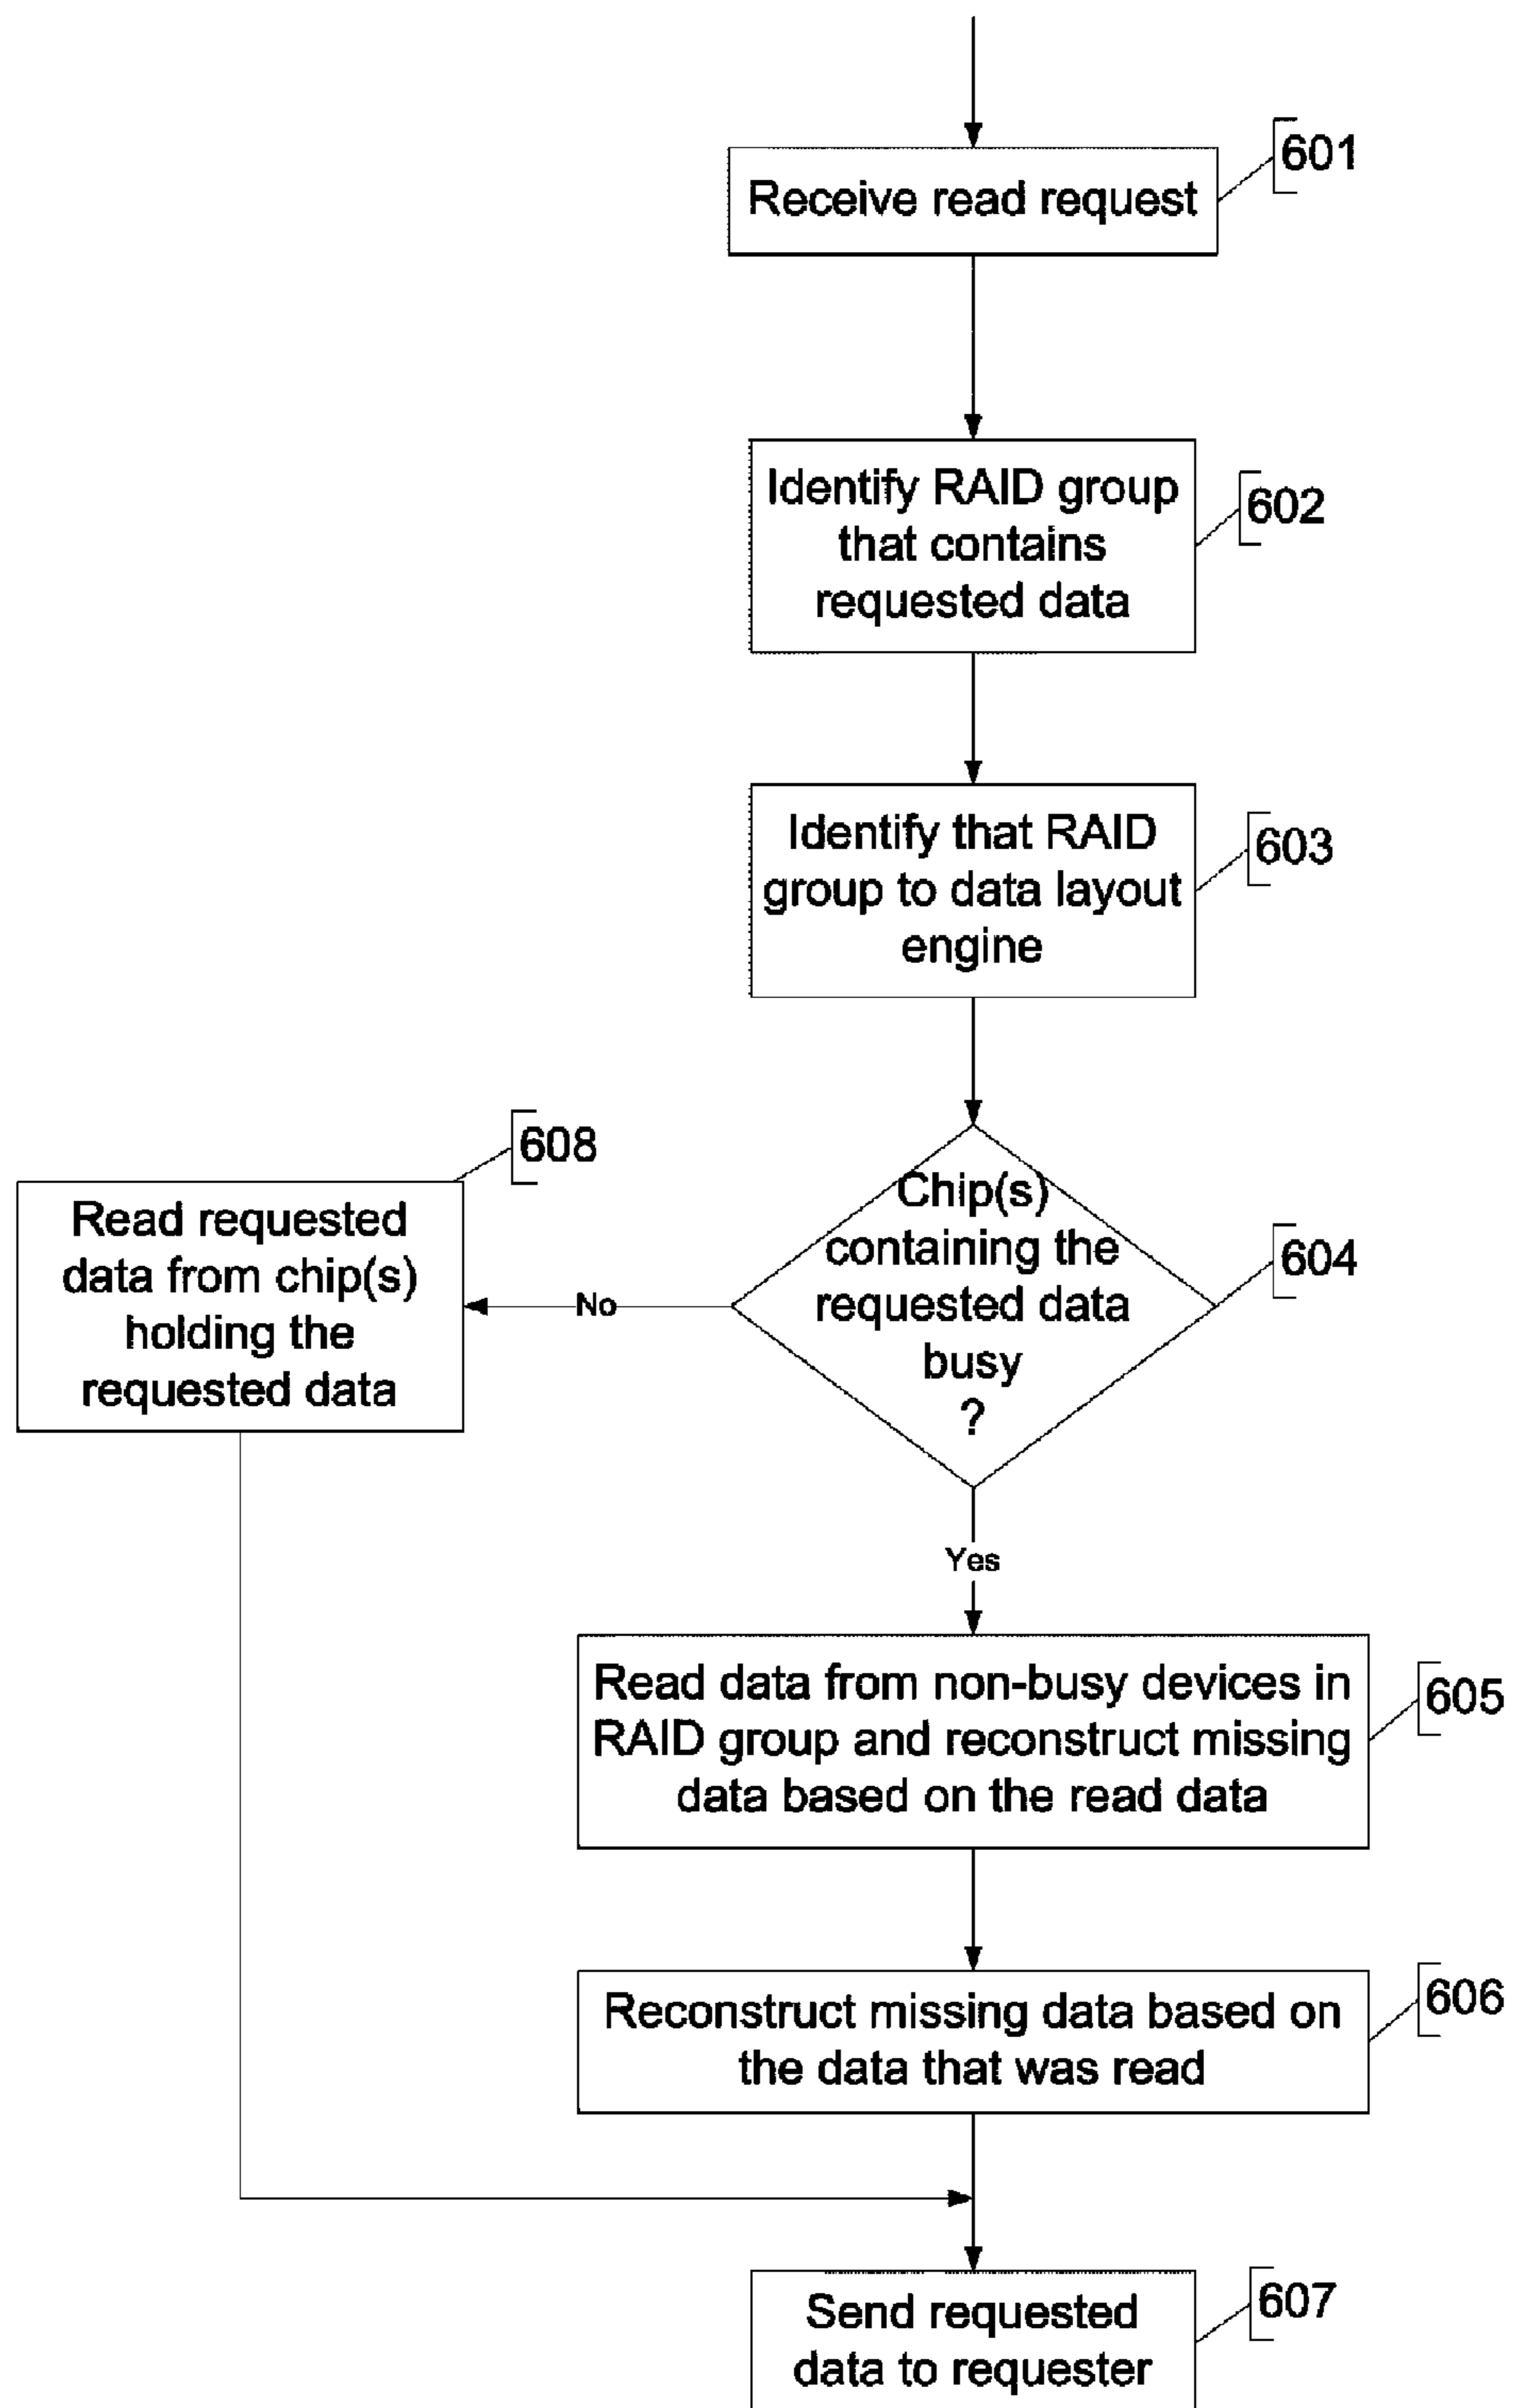 Receive read request
601
Identify RAID group
that contains
requested data
602
Identify that RAID
group to data layout
engine
603
Chip(s)
containing the
requested data
busy
?
604
No
608
Read requested
data from chip(s)
holding the
requested data
Yes
Read data from non-busy devices in
RAID group and reconstruct missing
data based on the read data
605
Reconstruct missing data based on
the data that was read
606
Send requested
data to requester
607